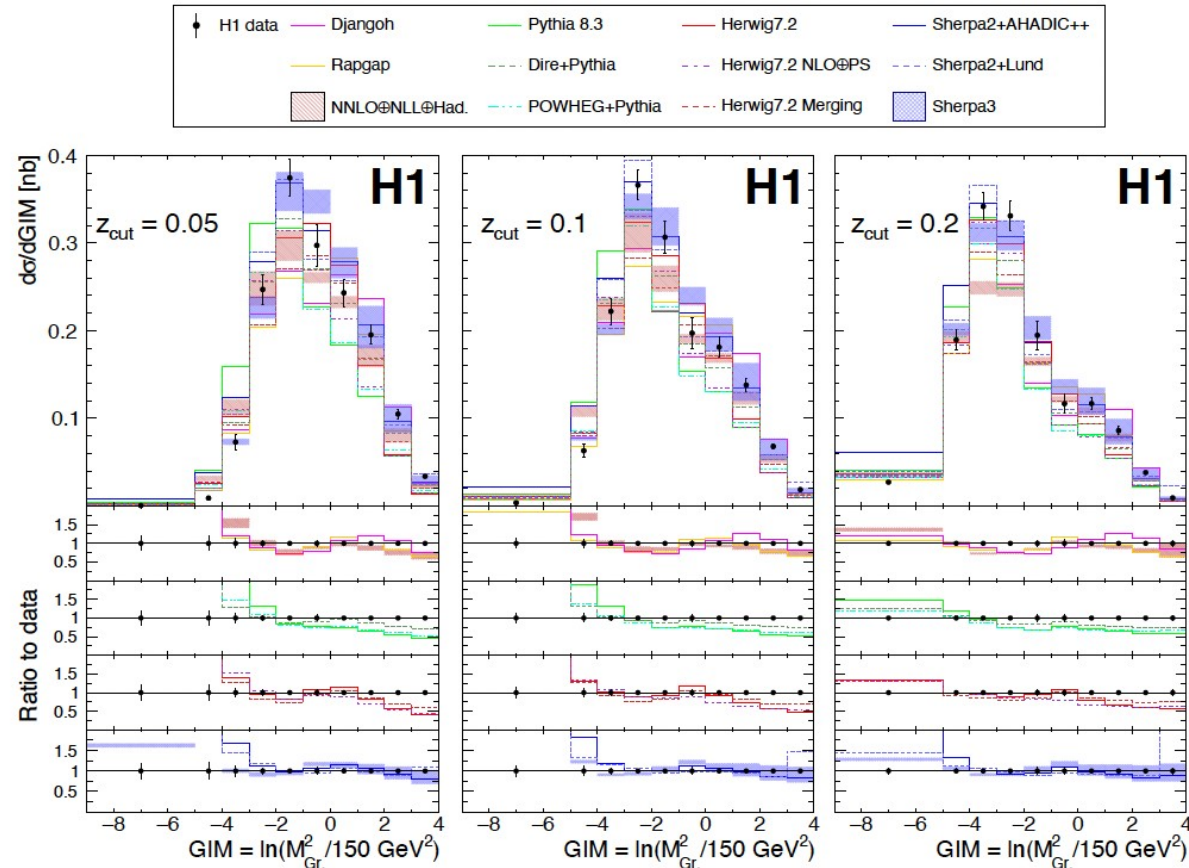 H1 data Djangoh Pythia 8.3 Herwig7.2 Sherpa2+AHADIC++
Rapgap Dire+Pythia Herwig7.2 NLO⊕PS Sherpa2+Lund
NNLO⊕NLL⊕Had. POWHEG+Pythia Herwig7.2 Merging Sherpa3
dσ/dGIM [nb]
0.4
0.3
0.2
0.1
H1
z_cut = 0.05
H1
z_cut = 0.1
H1
z_cut = 0.2
Ratio to data
1.5
1
0.5
1.5
1
0.5
1.5
1
0.5
1.5
1
0.5
−8 −6 −4 −2 0 2 4 −8 −6 −4 −2 0 2 4 −8 −6 −4 −2 0 2 4
GIM = ln(M²_Gr./150 GeV²) GIM = ln(M²_Gr./150 GeV²) GIM = ln(M²_Gr./150 GeV²)